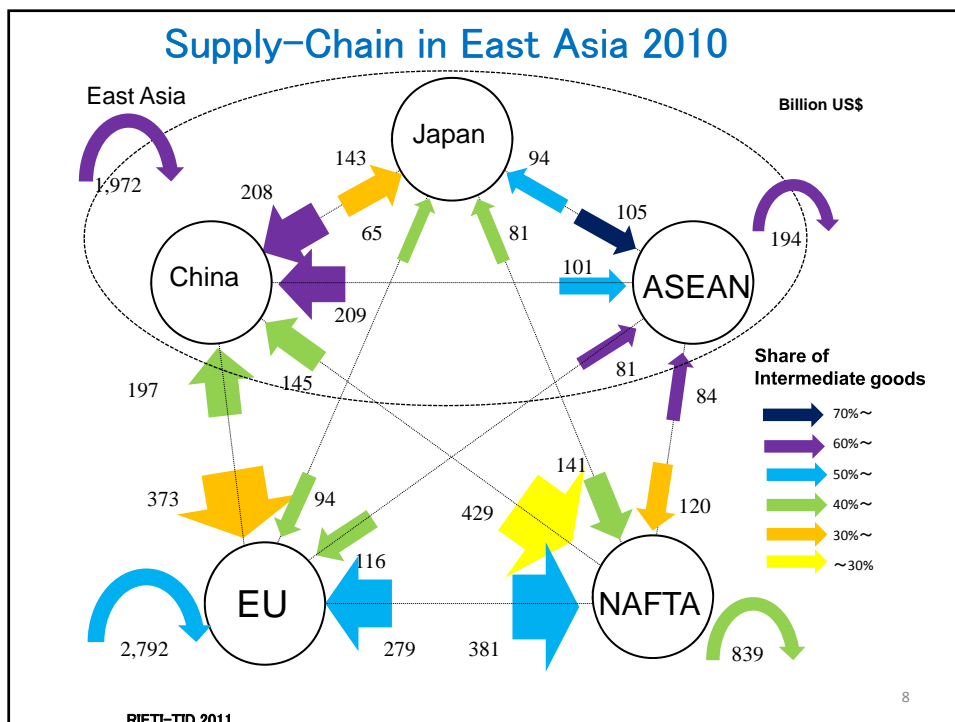 Supply-Chain in East Asia 2010
East Asia
Billion US$
Japan
1,972
143
94
208
65
81
105
194
China
101
ASEAN
209
197
145
81
84
Share of
Intermediate goods
70%～
60%～
50%～
40%～
30%～
～30%
373
94
429
141
120
116
EU
NAFTA
2,792
279
381
839
8
RIETI-TID 2011